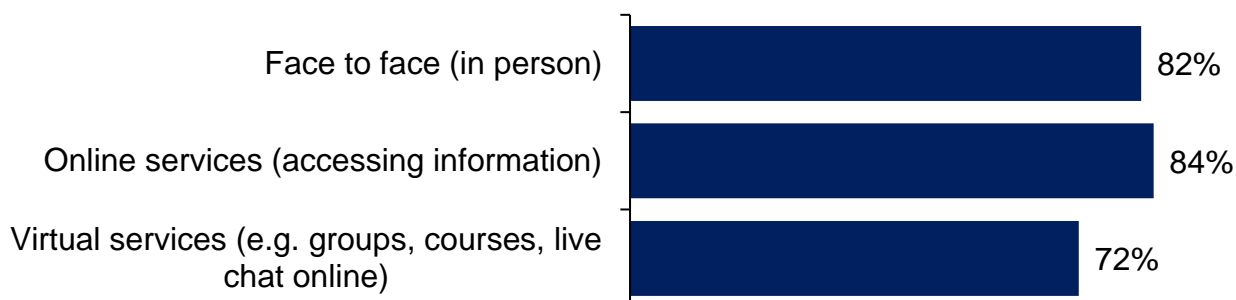 Face to face (in person)
82%
Online services (accessing information)
84%
Virtual services (e.g. groups, courses, live
chat online)
72%